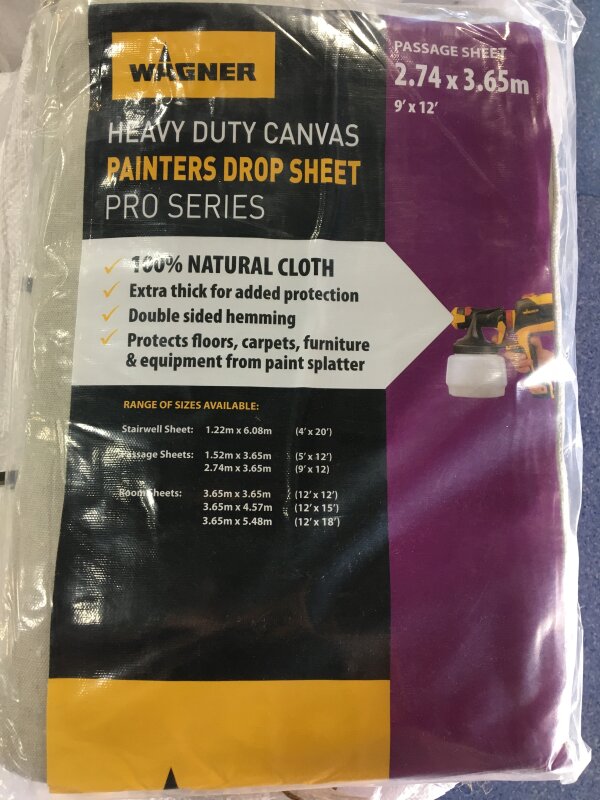 WAGNER
HEAVY DUTY CANVAS
PAINTERS DROP SHEET
PRO SERIES
PASSAGE SHEET
2.74 x 3.65m
9' x 12'
100% NATURAL CLOTH
Extra thick for added protection
Double sided hemming
Protects floors, carpets, furniture
& equipment from paint splatter
RANGE OF SIZES AVAILABLE:
Stairwell Sheet: 1.22m x 6.08m (4' x 20')
Passage Sheets: 1.52m x 3.65m (5' x 12')
2.74m x 3.65m (9' x 12)
Room Sheets: 3.65m x 3.65m (12' x 12')
3.65m x 4.57m (12' x 15')
3.65m x 5.48m (12' x 18')